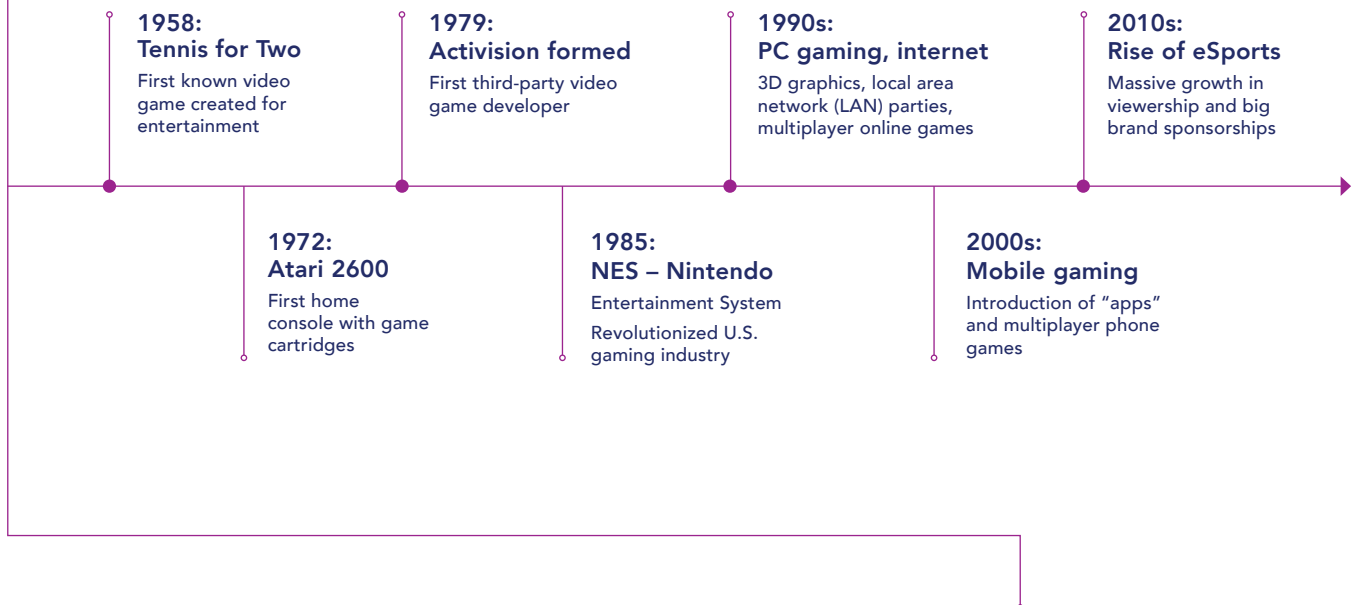 1958:
Tennis for Two
First known video
game created for
entertainment
1972:
Atari 2600
First home
console with game
cartridges
1979:
Activision formed
First third-party video
game developer
1985:
NES – Nintendo
Entertainment System
Revolutionized U.S.
gaming industry
1990s:
PC gaming, internet
3D graphics, local area
network (LAN) parties,
multiplayer online games
2000s:
Mobile gaming
Introduction of “apps”
and multiplayer phone
games
2010s:
Rise of eSports
Massive growth in
viewership and big
brand sponsorships